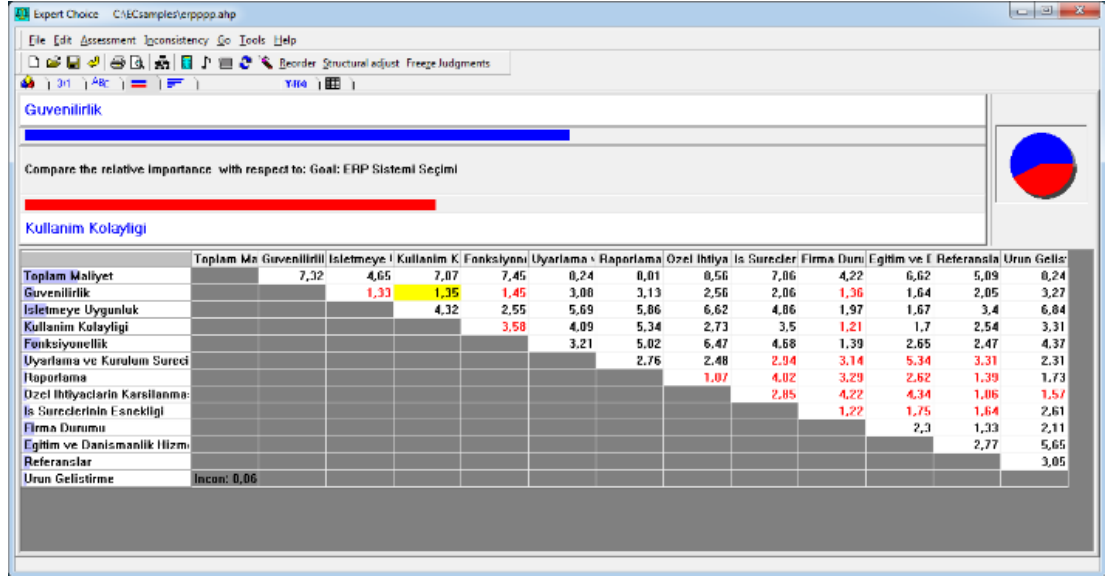 Expert Choice C:\ECsamples\erpppp.ahp
File Edit Assessment Inconsistency Go Tools Help
Reorder Structural adjust Freeze Judgments
3:1 ABC Y=f(x)
Guvenilirlik
Compare the relative importance with respect to: Goal: ERP Sistemi Seçimi
Kullanim Kolayligi
Toplam Ma Guvenilirlil Isletmeye Kullanim K Fonksiyon Uyarlama Raporlama Ozel Ihtiya Is Surecler Firma Duru Egitim ve D Referansla Urun Gelis
Toplam Maliyet 7,32 4,65 7,07 7,45 8,24 8,01 8,56 7,06 4,22 6,62 5,09 8,24
Guvenilirlik 1,33 1,35 1,45 3,08 3,13 2,56 2,06 1,36 1,64 2,05 3,27
Isletmeye Uygunluk 4,32 2,55 5,69 5,86 6,62 4,86 1,97 1,67 3,4 6,84
Kullanim Kolayligi 3,58 4,09 5,34 2,73 3,5 1,21 1,7 2,54 3,31
Fonksiyonellik 3,21 5,02 6,47 4,68 1,39 2,65 2,47 4,37
Uyarlama ve Kurulum Sureci 2,76 2,48 2,94 3,14 5,34 3,31 2,31
Raporlama 1,07 4,02 3,29 2,62 1,39 1,73
Ozel Ihtiyaclarin Karsilanma 2,85 4,22 4,34 1,06 1,57
Is Sureclerinin Esnekligi 1,22 1,75 1,64 2,61
Firma Durumu 2,3 1,33 2,11
Egitim ve Danismanlik Hizm 2,77 5,65
Referanslar 3,05
Urun Gelistirme Incon: 0,06